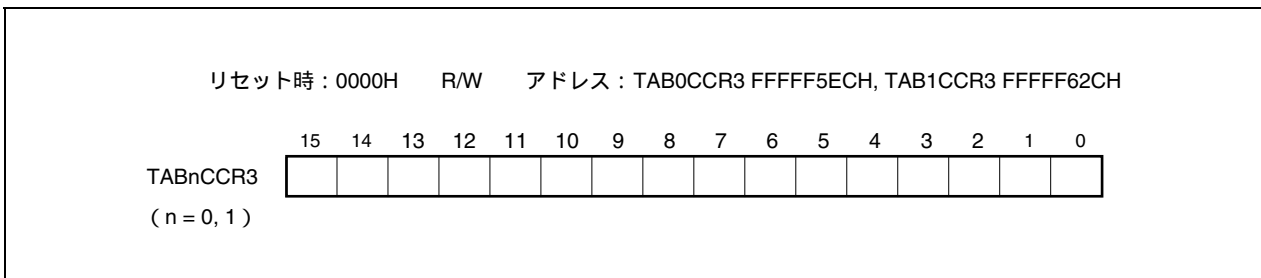 リセット時：0000H R/W アドレス：TAB0CCR3 FFFFF5ECH, TAB1CCR3 FFFFF62CH
15 14 13 12 11 10 9 8 7 6 5 4 3 2 1 0
TABnCCR3
（n = 0, 1）